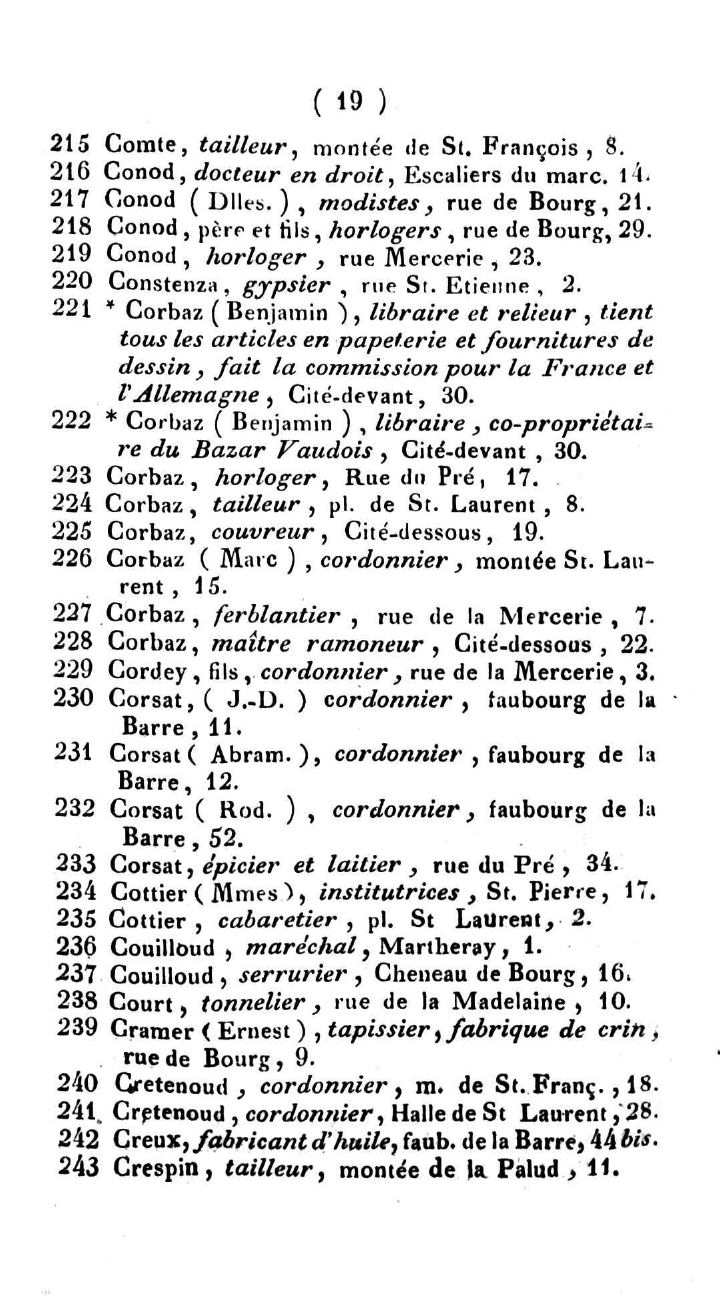 ( 19 )
215 Comte, tailleur, montée de St. François, 8.
216 Conod, docteur en droit, Escaliers du marc. 14.
217 Conod ( Dlles. ), modistes, rue de Bourg, 21.
218 Conod, père et fils, horlogers, rue de Bourg, 29.
219 Conod, horloger, rue Mercerie, 23.
220 Constenza, gypsier, rue St. Etienne, 2.
221 * Corbaz ( Benjamin ), libraire et relieur, tient
tous les articles en papeterie et fournitures de
dessin, fait la commission pour la France et
l'Allemagne, Cité-devant, 30.
222 * Corbaz ( Benjamin ), libraire, co-propriétai-
re du Bazar Vaudois, Cité-devant, 30.
223 Corbaz, horloger, Rue du Pré, 17.
224 Corbaz, tailleur, pl. de St. Laurent, 8.
225 Corbaz, couvreur, Cité-dessous, 19.
226 Corbaz ( Marc ), cordonnier, montée St. Lau-
rent, 15.
227 Corbaz, ferblantier, rue de la Mercerie, 7.
228 Corbaz, maître ramoneur, Cité-dessous, 22.
229 Cordey, fils, cordonnier, rue de la Mercerie, 3.
230 Corsat, ( J.-D. ) cordonnier, faubourg de la
Barre, 11.
231 Corsat ( Abram. ), cordonnier, faubourg de la
Barre, 12.
232 Corsat ( Rod. ), cordonnier, faubourg de la
Barre, 52.
233 Corsat, épicier et laitier, rue du Pré, 34.
234 Cottier ( Mmes ), institutrices, St. Pierre, 17.
235 Cottier, cabaretier, pl. St Laurent, 2.
236 Couilloud, maréchal, Martheray, 1.
237 Couilloud, serrurier, Cheneau de Bourg, 16.
238 Court, tonnelier, rue de la Madelaine, 10.
239 Cramer ( Ernest ), tapissier, fabrique de crin,
rue de Bourg, 9.
240 Cretenoud, cordonnier, m. de St. Franç., 18.
241 Cretenoud, cordonnier, Halle de St Laurent, 28.
242 Creux, fabricant d'huile, faub. de la Barre, 44 bis.
243 Crespin, tailleur, montée de la Palud, 11.